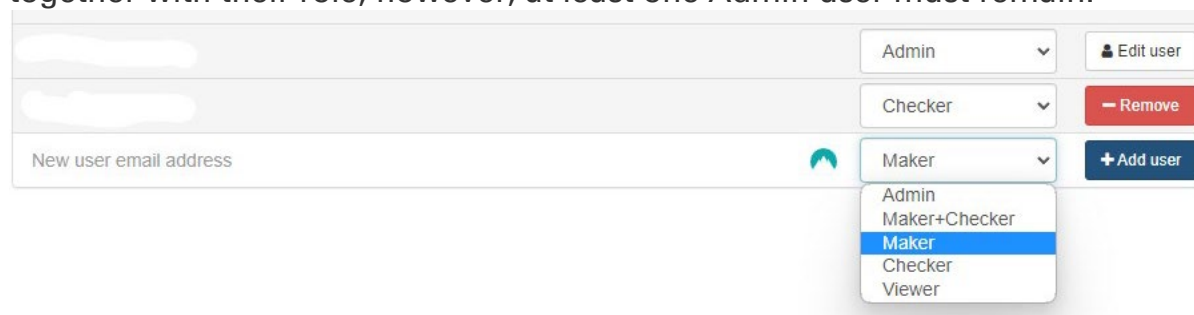 together with their role, however, at least one Admin user must remain.
Admin Edit user
Checker Remove
New user email address Maker Add user
Admin
Maker+Checker
Maker
Checker
Viewer